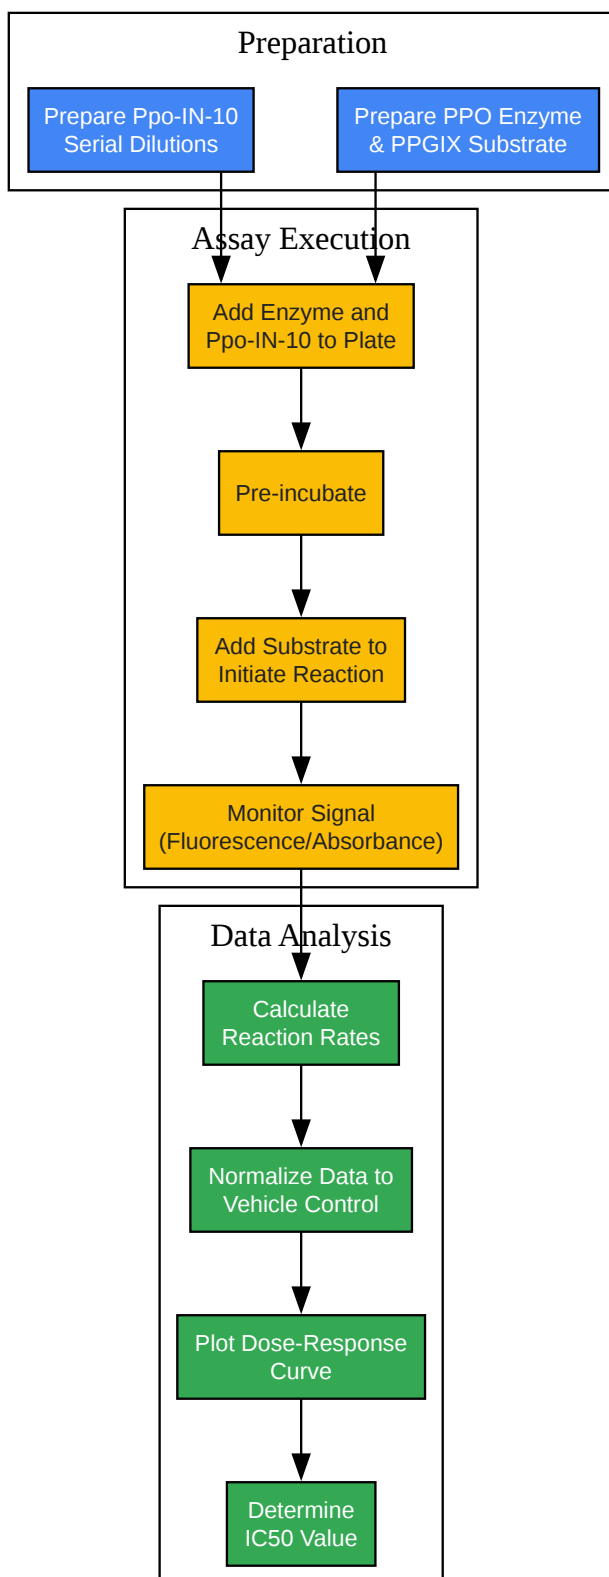 Preparation
Prepare Ppo-IN-10
Serial Dilutions
Prepare PPO Enzyme
& PPGIX Substrate
Assay Execution
Add Enzyme and
Ppo-IN-10 to Plate
Pre-incubate
Add Substrate to
Initiate Reaction
Monitor Signal
(Fluorescence/Absorbance)
Data Analysis
Calculate
Reaction Rates
Normalize Data to
Vehicle Control
Plot Dose-Response
Curve
Determine
IC50 Value